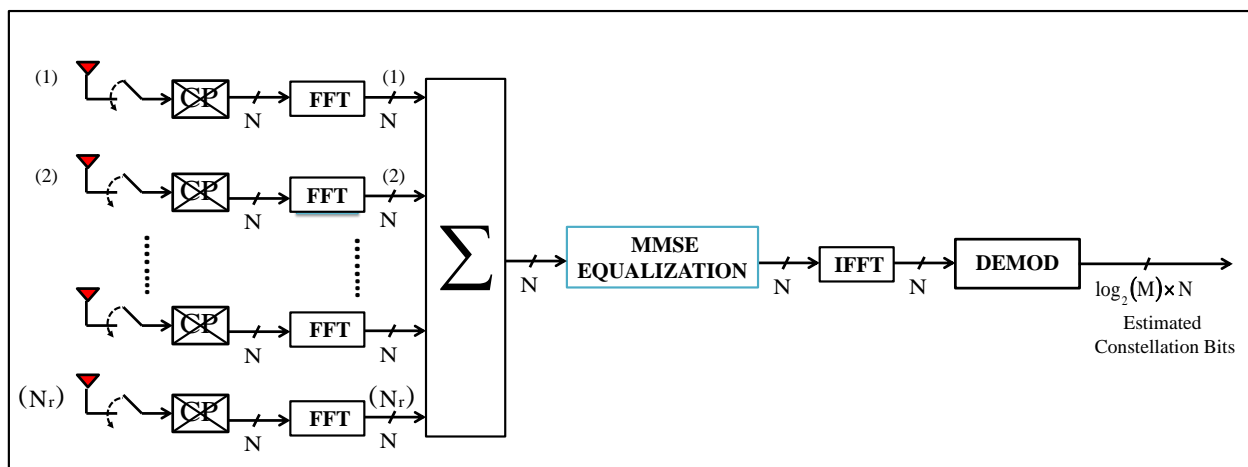 (1) CP N FFT (1) N
(2) CP N FFT (2) N
∑ N MMSE EQUALIZATION N IFFT N DEMOD log₂(M)×N
Estimated
Constellation Bits
CP N FFT N
(Nr) CP N FFT (Nr) N